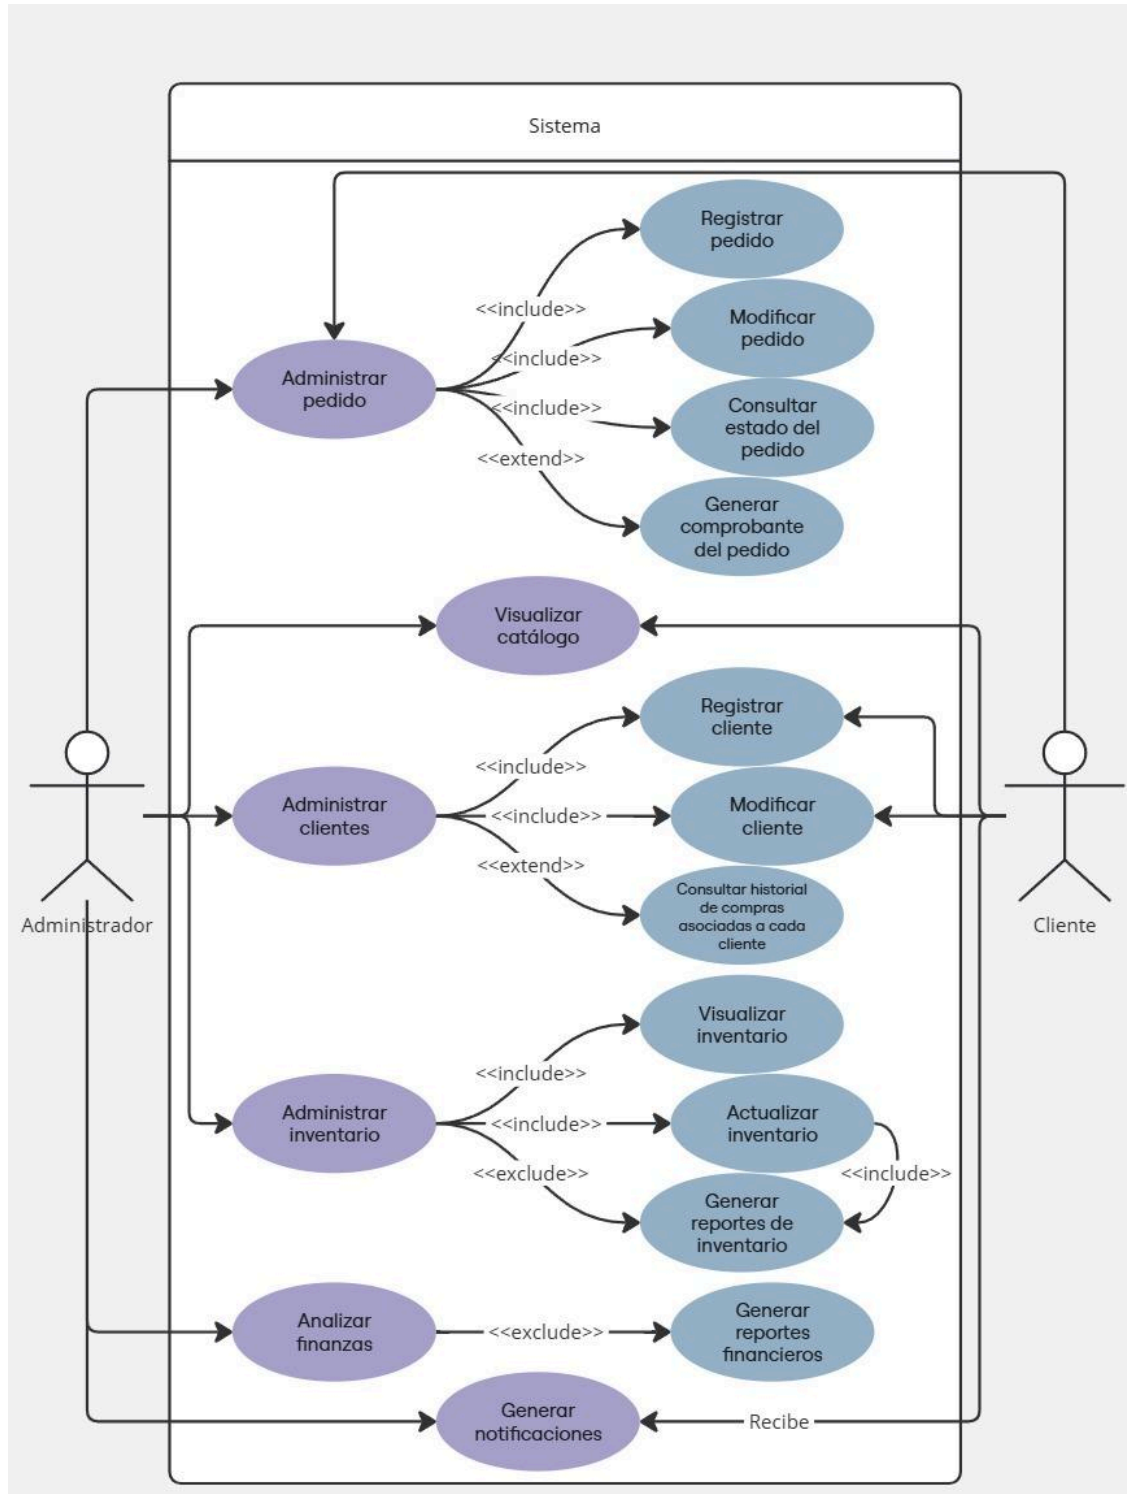 Sistema
Registrar
pedido
<<include>>
Modificar
pedido
<<include>>
Administrar
pedido
Consultar
estado del
pedido
<<include>>
<<extend>>
Generar
comprobante
del pedido
Visualizar
catálogo
Registrar
cliente
<<include>>
Administrar
clientes
<<include>>
Modificar
cliente
<<extend>>
Consultar historial
de compras
asociadas a cada
cliente
Administrador
Cliente
Visualizar
inventario
<<include>>
Administrar
inventario
<<include>>
Actualizar
inventario
<<exclude>>
<<include>>
Generar
reportes de
inventario
Analizar
finanzas
<<exclude>>
Generar
reportes
financieros
Generar
notificaciones
Recibe